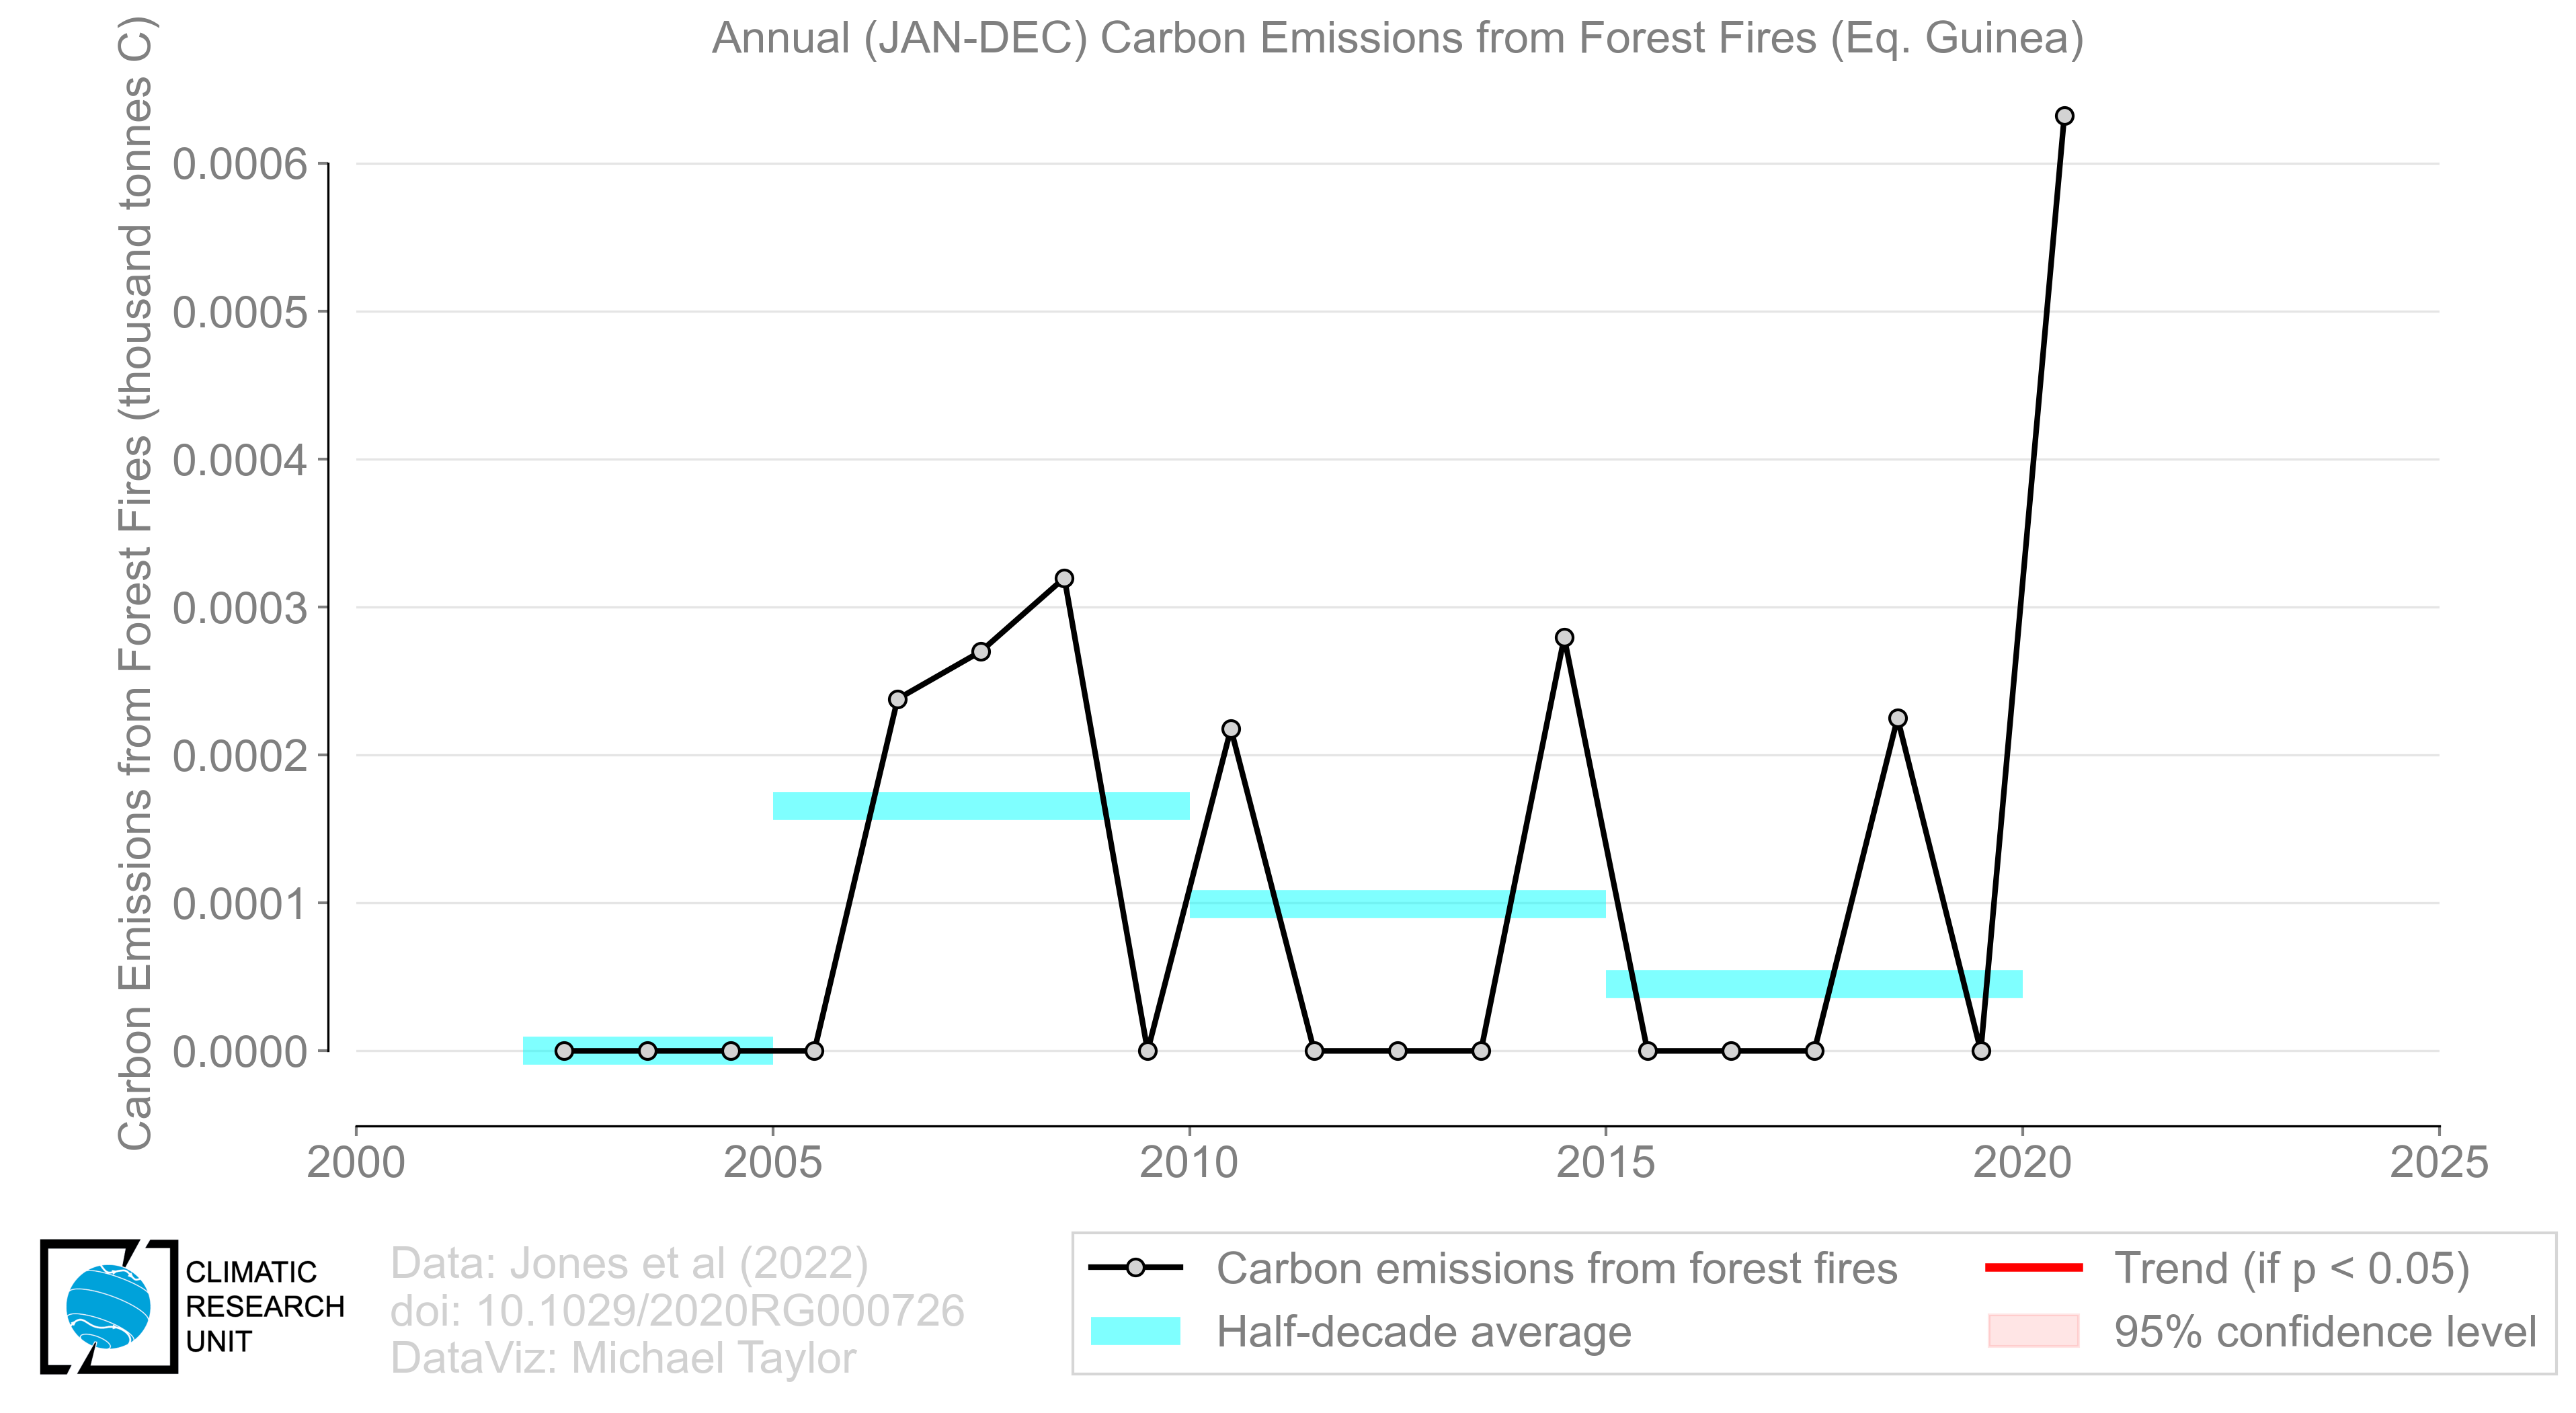 Annual (JAN-DEC) Carbon Emissions from Forest Fires (Eq. Guinea)
Carbon Emissions from Forest Fires (thousand tonnes C)
0.0006
0.0005
0.0004
0.0003
0.0002
0.0001
0.0000
2000
2005
2010
2015
2020
2025
CLIMATIC
RESEARCH
UNIT
Data: Jones et al (2022)
doi: 10.1029/2020RG000726
DataViz: Michael Taylor
Carbon emissions from forest fires
Half-decade average
Trend (if p < 0.05)
95% confidence level